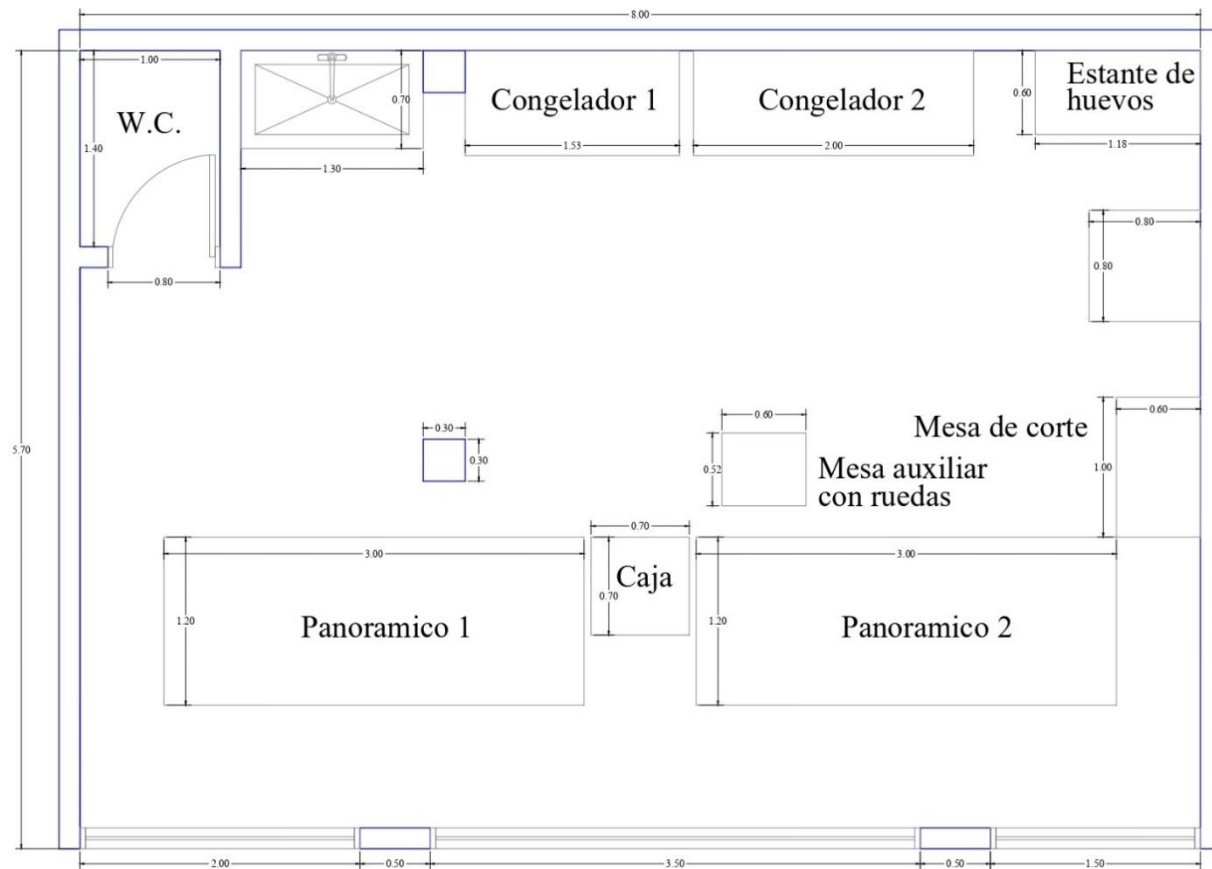 8.00
1.00
W.C.
1.40
0.80
0.70
1.30
Congelador 1
1.53
Congelador 2
2.00
Estante de
huevos
0.60
1.18
0.80
0.80
5.70
0.30
0.30
0.60
0.52
Mesa auxiliar
con ruedas
Mesa de corte
0.60
1.00
3.00
1.20
Panoramico 1
0.70
0.70
Caja
3.00
1.20
Panoramico 2
2.00
0.50
3.50
0.50
1.50